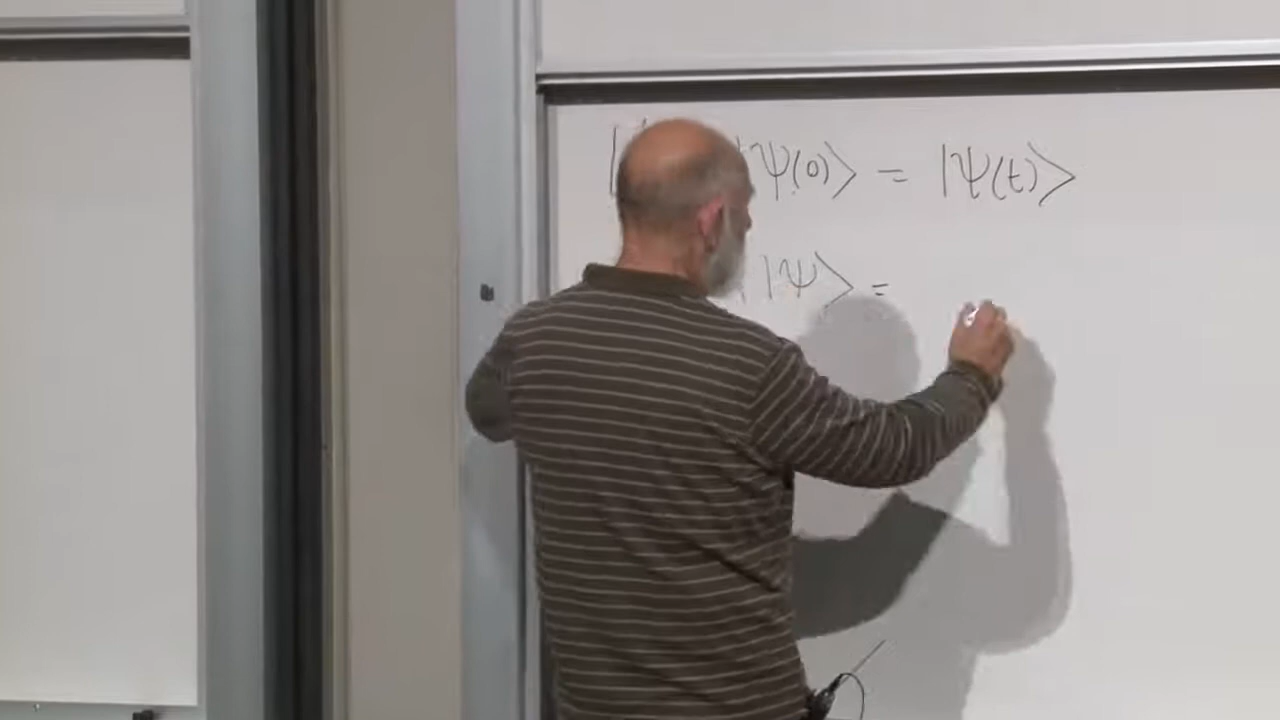 Ψ(0)⟩ = |Ψ(t)⟩
|Ψ⟩ =